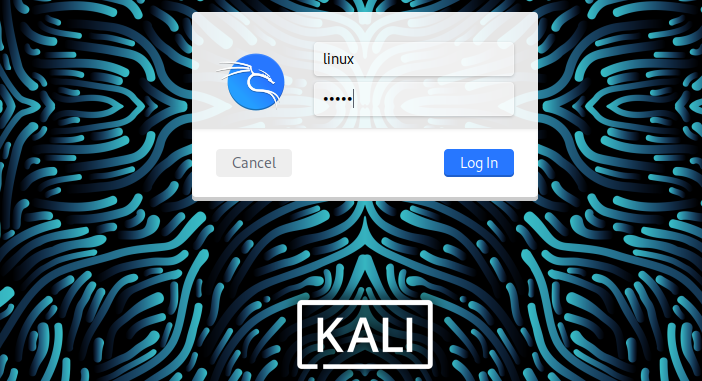 linux
•••••
Cancel
Log In
KALI